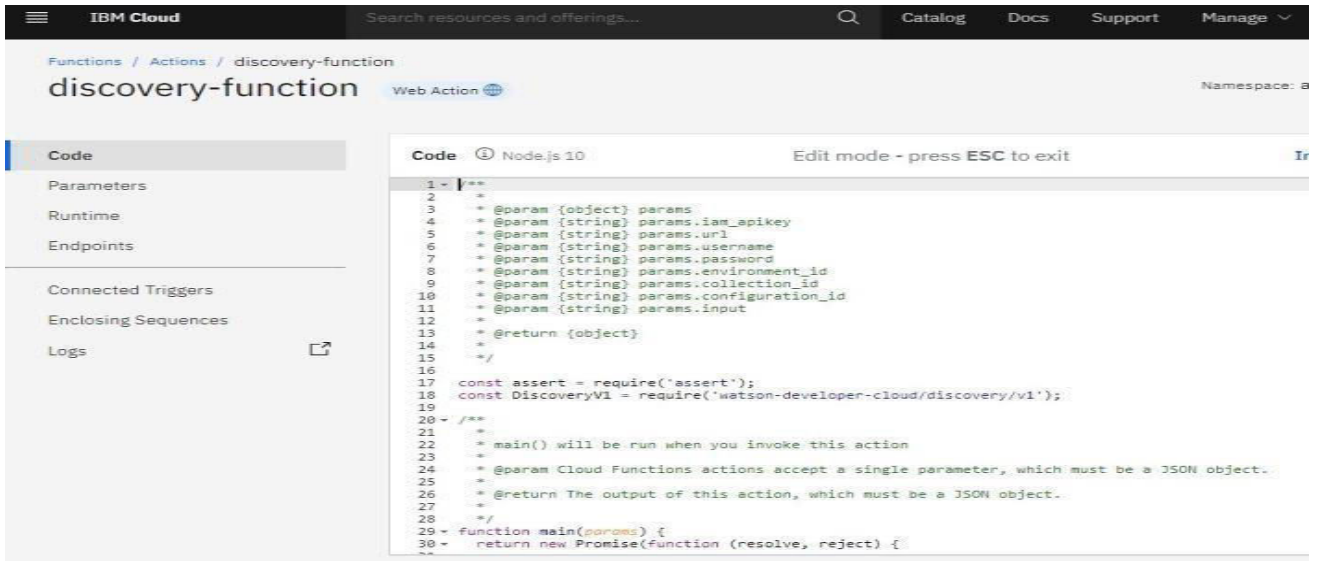 IBM Cloud Search resources and offerings... Catalog Docs Support Manage
Functions / Actions / discovery-function
discovery-function Web Action
Namespace: a
Code
Parameters
Runtime
Endpoints
Connected Triggers
Enclosing Sequences
Logs
Code Node.js 10 Edit mode - press ESC to exit In
1 /**
2 *
3 * @param {object} params
4 * @param {string} params.iam_apikey
5 * @param {string} params.url
6 * @param {string} params.username
7 * @param {string} params.password
8 * @param {string} params.environment_id
9 * @param {string} params.collection_id
10 * @param {string} params.configuration_id
11 * @param {string} params.input
12 *
13 * @return {object}
14 *
15 */
16
17 const assert = require('assert');
18 const DiscoveryV1 = require('watson-developer-cloud/discovery/v1');
19
20 /**
21 *
22 * main() will be run when you invoke this action
23 *
24 * @param Cloud Functions actions accept a single parameter, which must be a JSON object.
25 *
26 * @return The output of this action, which must be a JSON object.
27 *
28 */
29 function main(params) {
30 return new Promise(function (resolve, reject) {